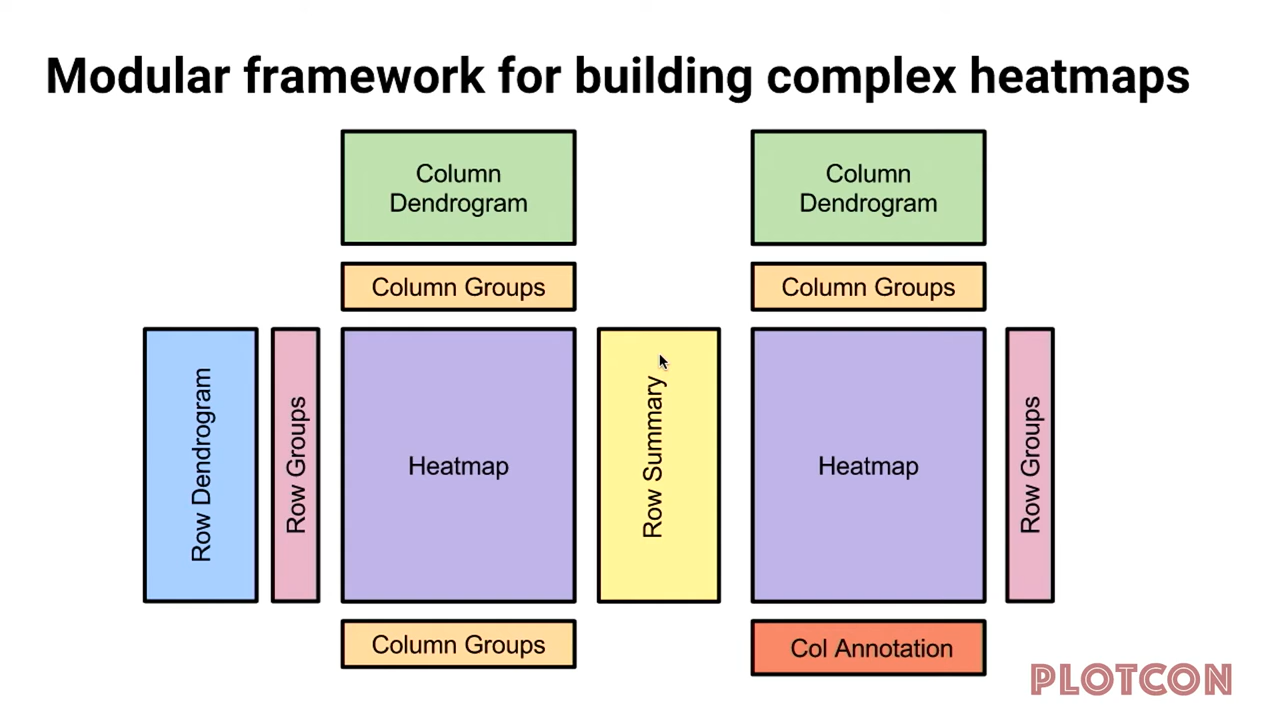 Modular framework for building complex heatmaps
Column
Dendrogram
Column
Dendrogram
Column Groups
Column Groups
Row Dendrogram
Row Groups
Heatmap
Row Summary
Heatmap
Row Groups
Column Groups
Col Annotation
PLOTCON